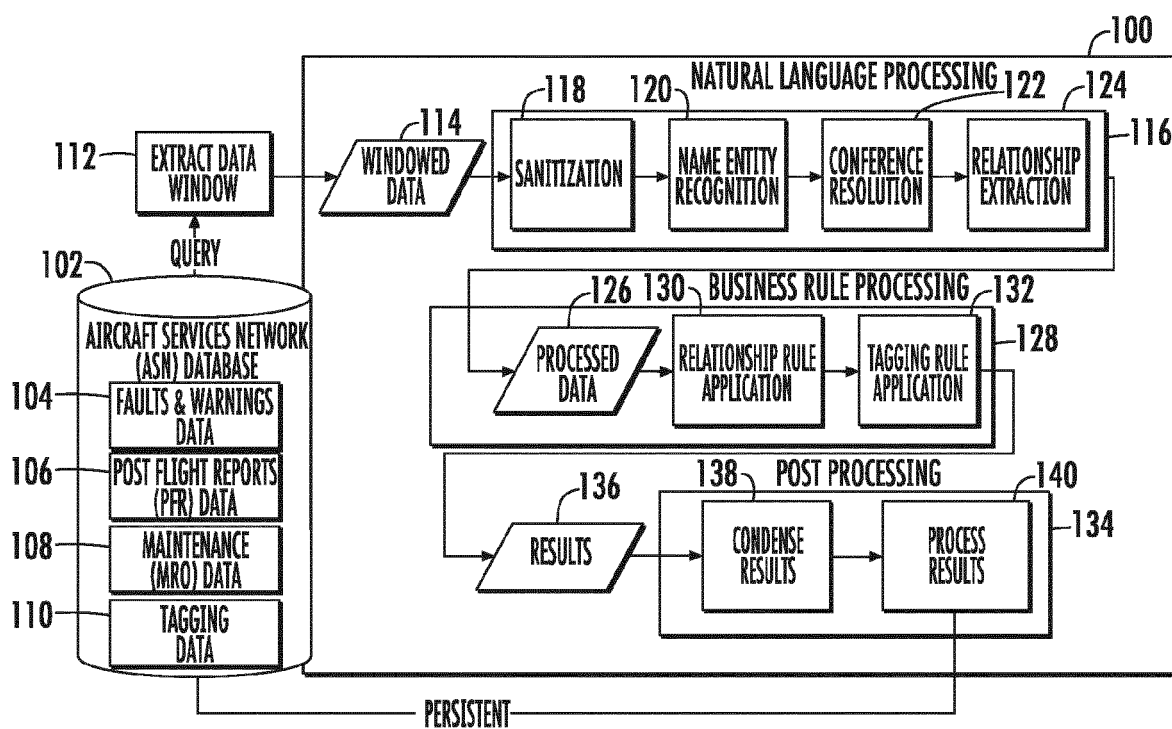 100
NATURAL LANGUAGE PROCESSING
118
120
122
124
116
114
112
EXTRACT DATA
WINDOW
WINDOWED
DATA
SANITIZATION
NAME ENTITY
RECOGNITION
CONFERENCE
RESOLUTION
RELATIONSHIP
EXTRACTION
QUERY
102
AIRCRAFT SERVICES NETWORK
(ASN) DATABASE
104
FAULTS & WARNINGS
DATA
106
POST FLIGHT REPORTS
(PFR) DATA
108
MAINTENANCE
(MRO) DATA
110
TAGGING
DATA
126
130
BUSINESS RULE PROCESSING
132
128
PROCESSED
DATA
RELATIONSHIP RULE
APPLICATION
TAGGING RULE
APPLICATION
136
138
POST PROCESSING
140
134
RESULTS
CONDENSE
RESULTS
PROCESS
RESULTS
PERSISTENT